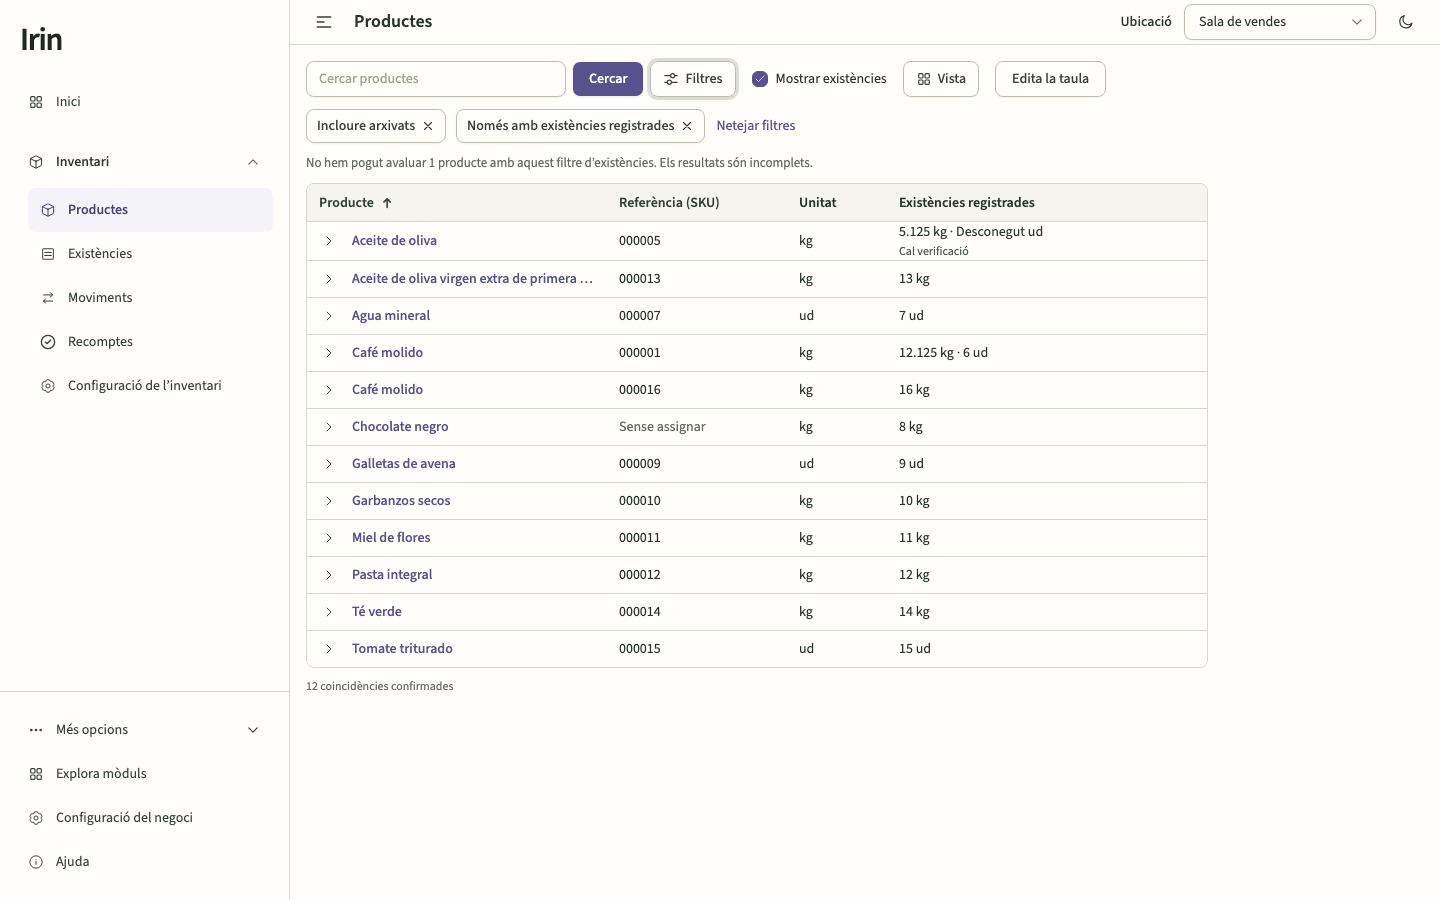 Irin
Inici
Inventari
Productes
Existències
Moviments
Recomptes
Configuració de l’inventari
Més opcions
Explora mòduls
Configuració del negoci
Ajuda
Productes
Ubicació
Sala de vendes
Cercar productes
Cercar
Filtres
Mostrar existències
Vista
Edita la taula
Incloure arxivats
Només amb existències registrades
Netejar filtres
No hem pogut avaluar 1 producte amb aquest filtre d’existències. Els resultats són incomplets.
Producte Referència (SKU) Unitat Existències registrades
Aceite de oliva 000005 kg 5.125 kg · Desconegut ud
Cal verificació
Aceite de oliva virgen extra de primera … 000013 kg 13 kg
Agua mineral 000007 ud 7 ud
Café molido 000001 kg 12.125 kg · 6 ud
Café molido 000016 kg 16 kg
Chocolate negro Sense assignar kg 8 kg
Galletas de avena 000009 ud 9 ud
Garbanzos secos 000010 kg 10 kg
Miel de flores 000011 kg 11 kg
Pasta integral 000012 kg 12 kg
Té verde 000014 kg 14 kg
Tomate triturado 000015 ud 15 ud
12 coincidències confirmades